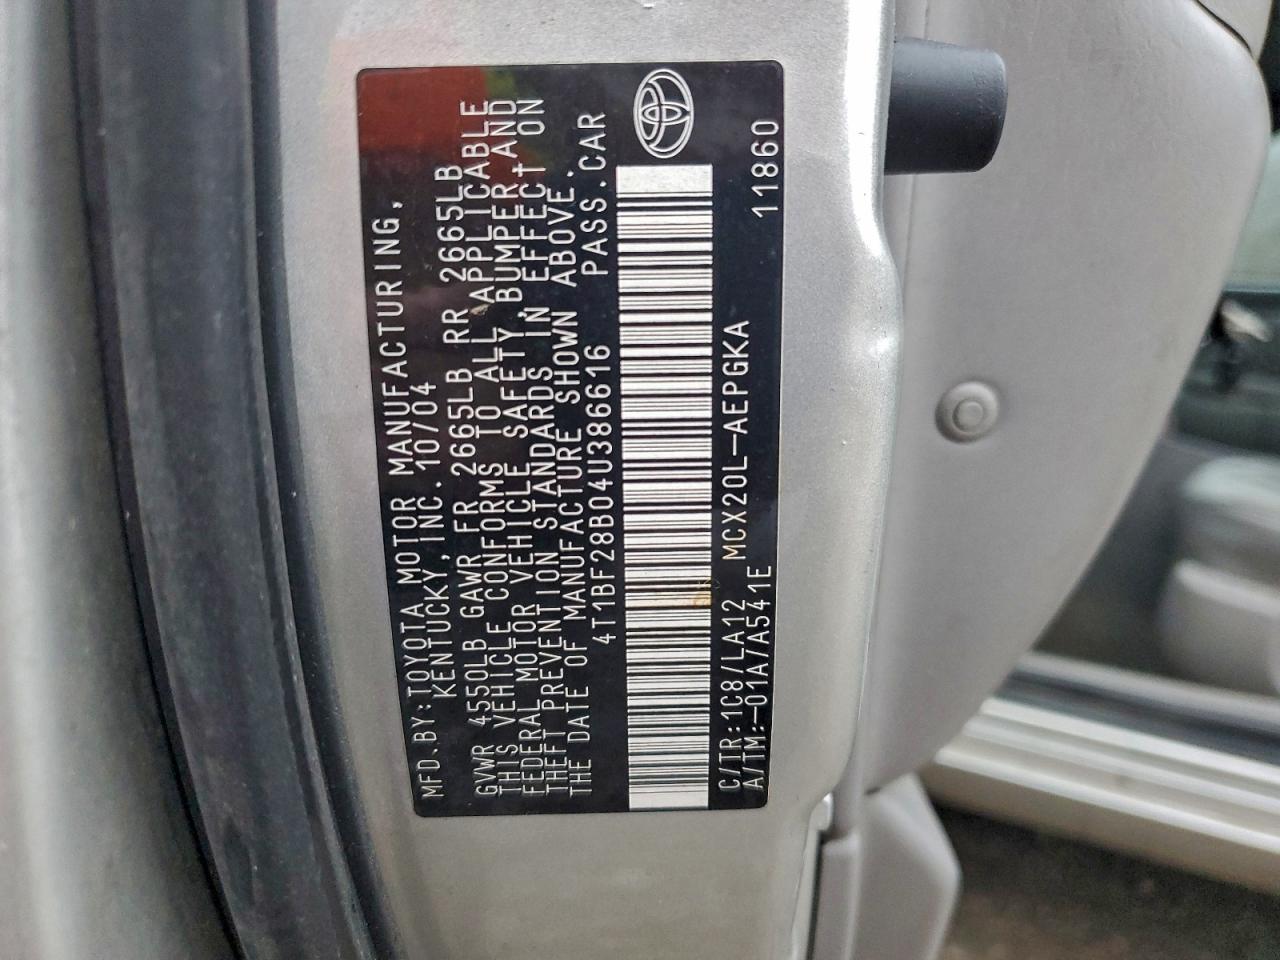 MFD.BY:TOYOTA MOTOR MANUFACTURING,
KENTUCKY,INC. 10/04
GVWR 4550LB GAWR FR 2665LB RR 2665LB
THIS VEHICLE CONFORMS TO ALL APPLICABLE
FEDERAL MOTOR VEHICLE SAFETY,BUMPER,AND
THEFT PREVENTION STANDARDS IN EFFECT ON
THE DATE OF MANUFACTURE SHOWN ABOVE.
4T1BF28B04U386616 PASS.CAR
C/TR:1C8/LA12 MCX20L-AEPGKA 11860
A/TM:-01A/A541E